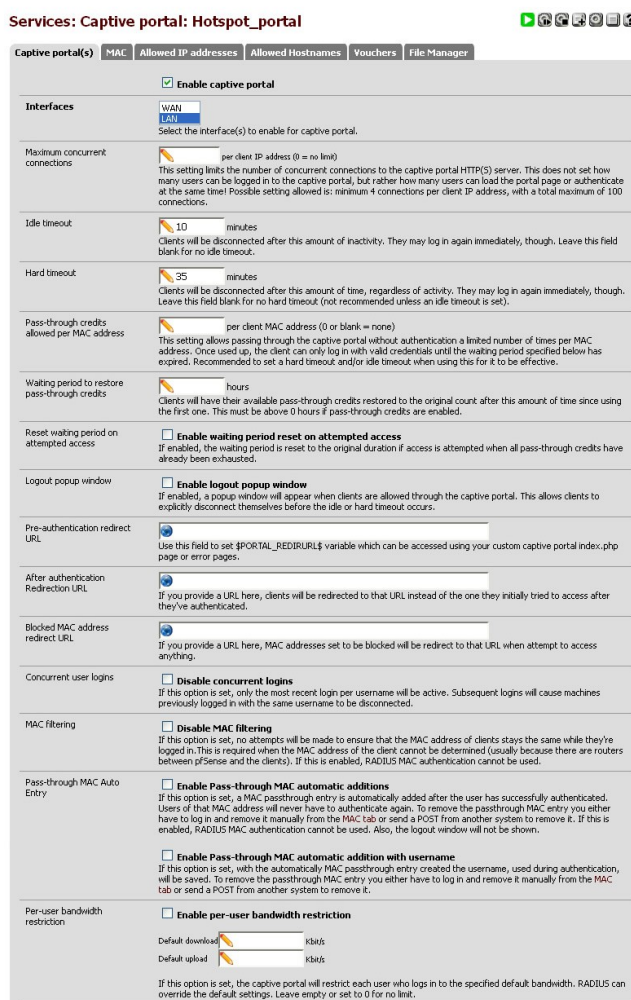 Services: Captive portal: Hotspot_portal
Captive portal(s) MAC Allowed IP addresses Allowed Hostnames Vouchers File Manager
Enable captive portal
Interfaces
WAN
LAN
Select the interface(s) to enable for captive portal.
Maximum concurrent
connections
per client IP address (0 = no limit)
This setting limits the number of concurrent connections to the captive portal HTTP(S) server. This does not set how
many users can be logged in to the captive portal, but rather how many users can load the portal page or authenticate
at the same time! Possible setting allowed is: minimum 4 connections per client IP address, with a total maximum of 100
connections.
Idle timeout
10 minutes
Clients will be disconnected after this amount of inactivity. They may log in again immediately, though. Leave this field
blank for no idle timeout.
Hard timeout
35 minutes
Clients will be disconnected after this amount of time, regardless of activity. They may log in again immediately, though.
Leave this field blank for no hard timeout (not recommended unless an idle timeout is set).
Pass-through credits
allowed per MAC address
per client MAC address (0 or blank = none)
This setting allows passing through the captive portal without authentication a limited number of times per MAC
address. Once used up, the client can only log in with valid credentials until the waiting period specified below has
expired. Recommended to set a hard timeout and/or idle timeout when using this for it to be effective.
Waiting period to restore
pass-through credits
hours
Clients will have their available pass-through credits restored to the original count after this amount of time since using
the first one. This must be above 0 hours if pass-through credits are enabled.
Reset waiting period on
attempted access
Enable waiting period reset on attempted access
If enabled, the waiting period is reset to the original duration if access is attempted when all pass-through credits have
already been exhausted.
Logout popup window
Enable logout popup window
If enabled, a popup window will appear when clients are allowed through the captive portal. This allows clients to
explicitly disconnect themselves before the idle or hard timeout occurs.
Pre-authentication redirect
URL
Use this field to set $PORTAL_REDIRURL$ variable which can be accessed using your custom captive portal index.php
page or error pages.
After authentication
Redirection URL
If you provide a URL here, clients will be redirected to that URL instead of the one they initially tried to access after
they've authenticated.
Blocked MAC address
redirect URL
If you provide a URL here, MAC addresses set to be blocked will be redirect to that URL when attempt to access
anything.
Concurrent user logins
Disable concurrent logins
If this option is set, only the most recent login per username will be active. Subsequent logins will cause machines
previously logged in with the same username to be disconnected.
MAC filtering
Disable MAC filtering
If this option is set, no attempts will be made to ensure that the MAC address of clients stays the same while they're
logged in.This is required when the MAC address of the client cannot be determined (usually because there are routers
between pfSense and the clients). If this is enabled, RADIUS MAC authentication cannot be used.
Pass-through MAC Auto
Entry
Enable Pass-through MAC automatic additions
If this option is set, a MAC passthrough entry is automatically added after the user has successfully authenticated.
Users of that MAC address will never have to authenticate again. To remove the passthrough MAC entry you either
have to log in and remove it manually from the MAC tab or send a POST from another system to remove it. If this is
enabled, RADIUS MAC authentication cannot be used. Also, the logout window will not be shown.
Enable Pass-through MAC automatic addition with username
If this option is set, with the automatically MAC passthrough entry created the username, used during authentication,
will be saved. To remove the passthrough MAC entry you either have to log in and remove it manually from the MAC
tab or send a POST from another system to remove it.
Per-user bandwidth
restriction
Enable per-user bandwidth restriction
Default download Kbit/s
Default upload Kbit/s
If this option is set, the captive portal will restrict each user who logs in to the specified default bandwidth. RADIUS can
override the default settings. Leave empty or set to 0 for no limit.